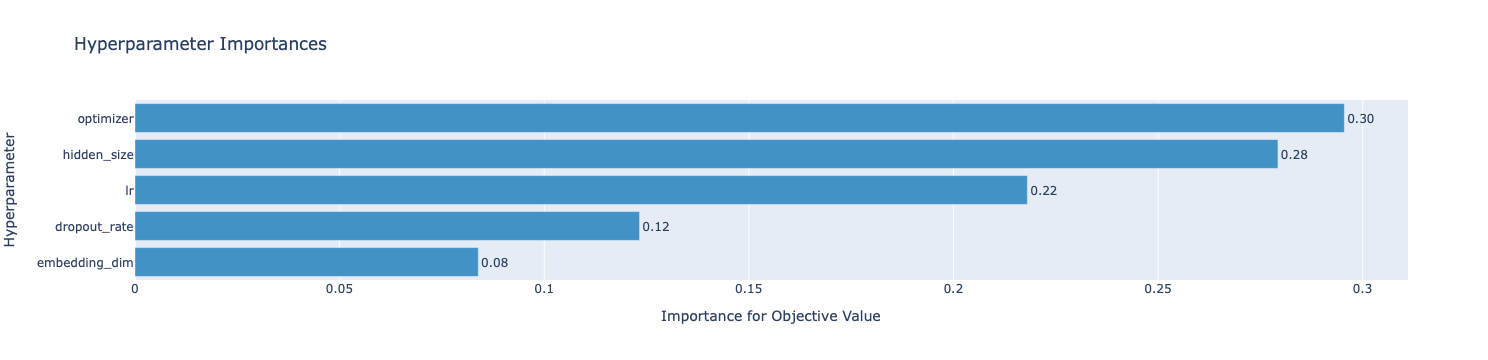 Hyperparameter Importances
Hyperparameter
optimizer 0.30
hidden_size 0.28
lr 0.22
dropout_rate 0.12
embedding_dim 0.08
0 0.05 0.1 0.15 0.2 0.25 0.3
Importance for Objective Value